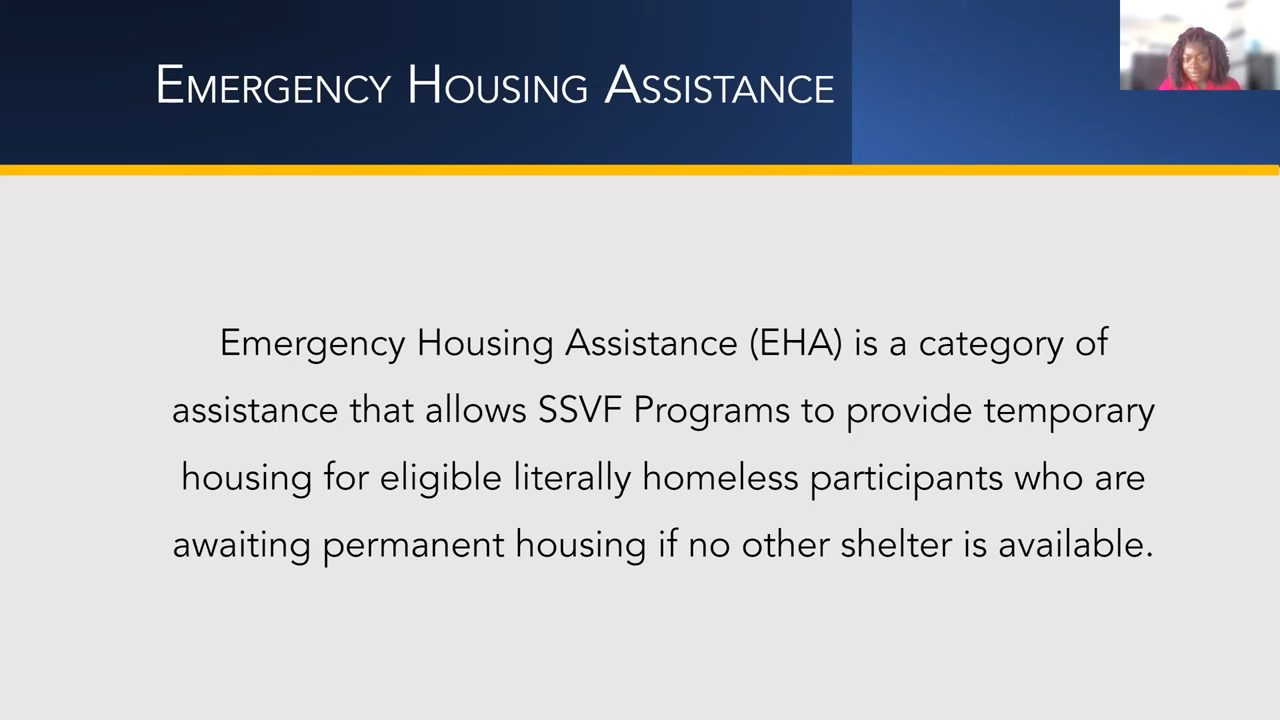 EMERGENCY HOUSING ASSISTANCE
Emergency Housing Assistance (EHA) is a category of
assistance that allows SSVF Programs to provide temporary
housing for eligible literally homeless participants who are
awaiting permanent housing if no other shelter is available.